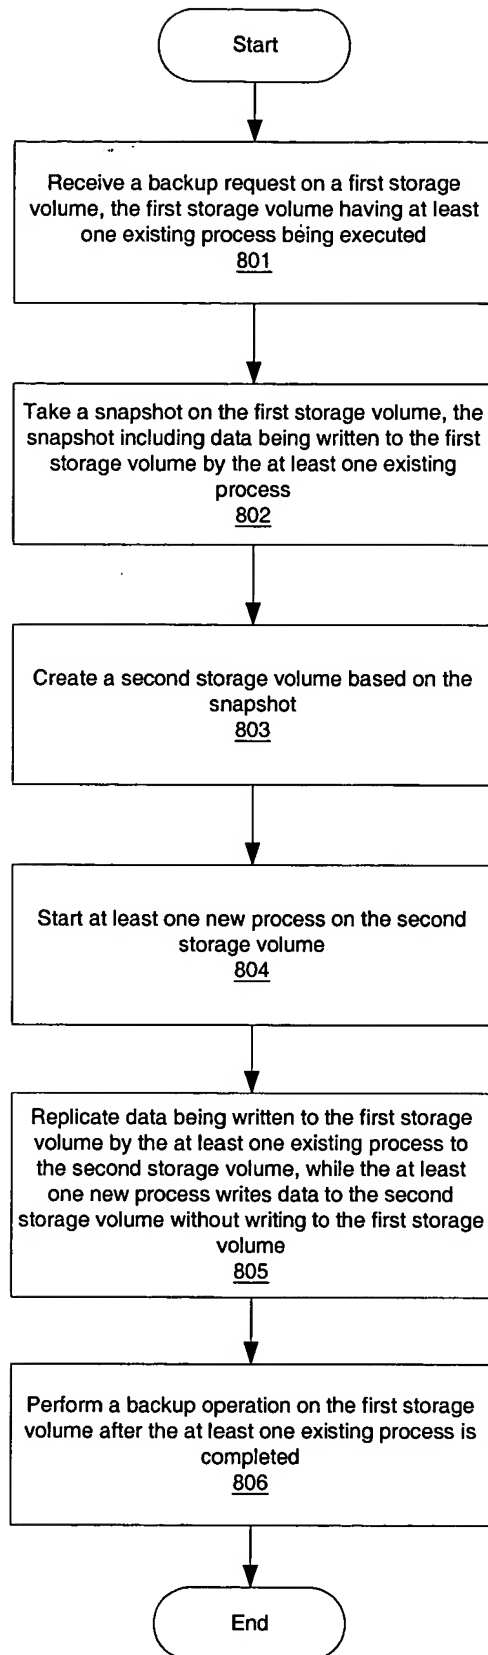 Start
Receive a backup request on a first storage
volume, the first storage volume having at least
one existing process being executed
801
Take a snapshot on the first storage volume, the
snapshot including data being written to the first
storage volume by the at least one existing
process
802
Create a second storage volume based on the
snapshot
803
Start at least one new process on the second
storage volume
804
Replicate data being written to the first storage
volume by the at least one existing process to
the second storage volume, while the at least
one new process writes data to the second
storage volume without writing to the first storage
volume
805
Perform a backup operation on the first storage
volume after the at least one existing process is
completed
806
End